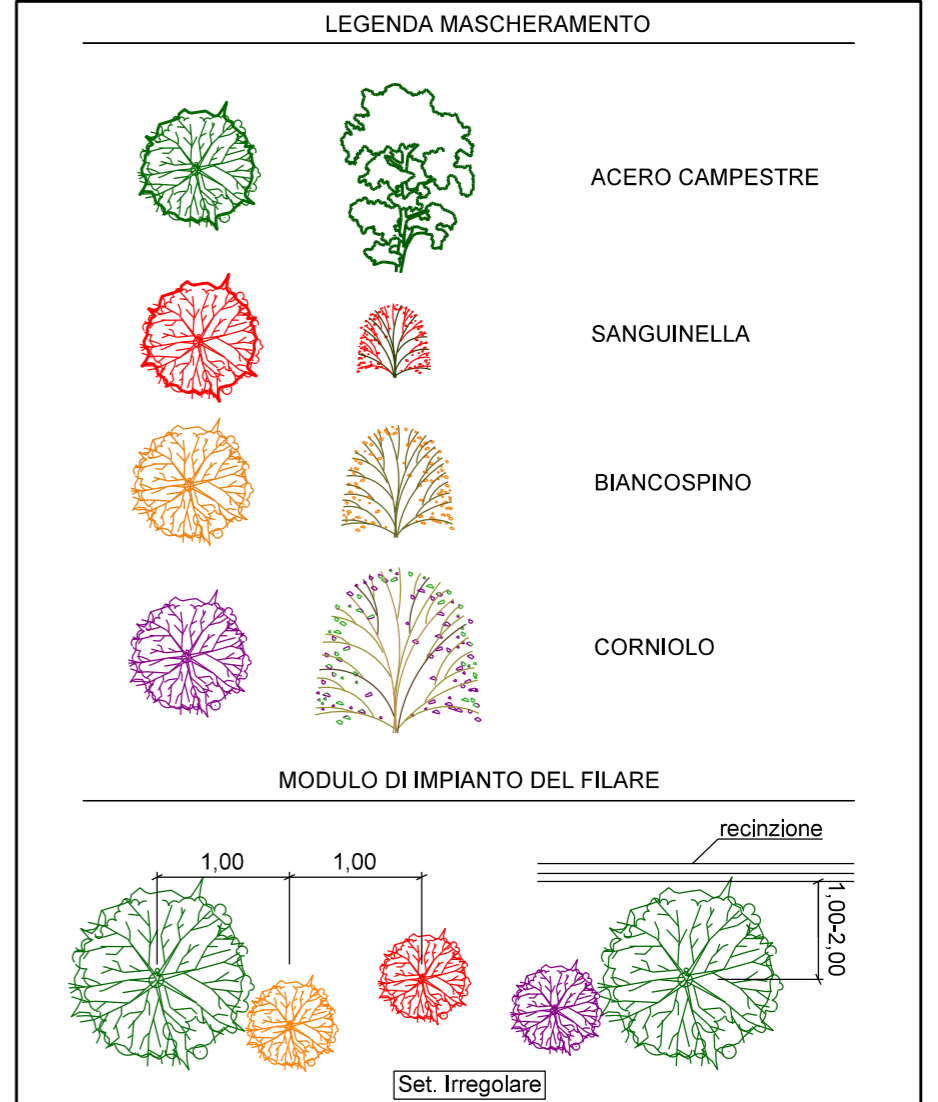 LEGENDA MASCHERAMENTO
ACERO CAMPESTRE
SANGUINELLA
BIANCOSPINO
CORNIOLO
MODULO DI IMPIANTO DEL FILARE
recinzione
1,00 1,00
1,00-2,00
Set. Irregolare